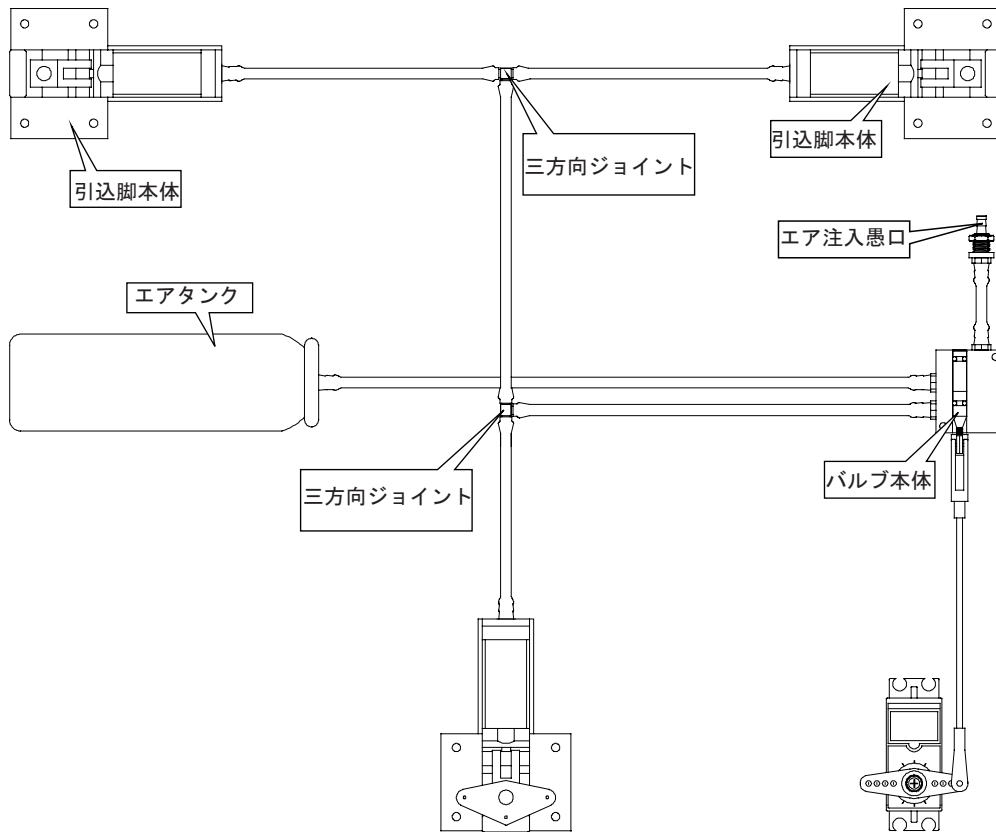 引込脚本体
三方向ジョイント
引込脚本体
エア注入愚口
エアタンク
三方向ジョイント
バルブ本体